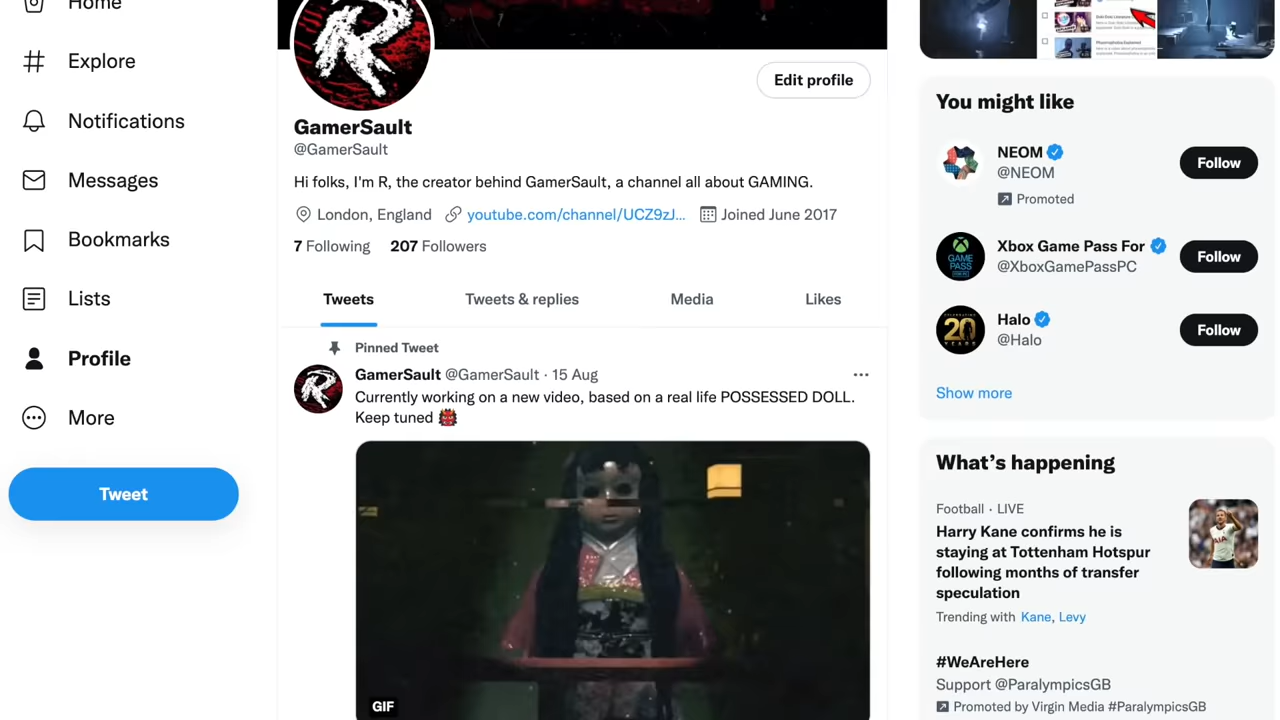 Home
Explore
Notifications
Messages
Bookmarks
Lists
Profile
More
Tweet
Edit profile
GamerSault
@GamerSault
Hi folks, I'm R, the creator behind GamerSault, a channel all about GAMING.
London, England youtube.com/channel/UCZ9zJ... Joined June 2017
7 Following 207 Followers
Tweets Tweets & replies Media Likes
Pinned Tweet
GamerSault @GamerSault · 15 Aug
Currently working on a new video, based on a real life POSSESSED DOLL.
Keep tuned 👹
GIF
You might like
NEOM
@NEOM
Promoted
Follow
Xbox Game Pass For
@XboxGamePassPC
Follow
GAME
PASS
Halo
@Halo
Follow
20
YEARS
Show more
What's happening
Football · LIVE
Harry Kane confirms he is
staying at Tottenham Hotspur
following months of transfer
speculation
Trending with Kane, Levy
#WeAreHere
Support @ParalympicsGB
Promoted by Virgin Media #ParalympicsGB